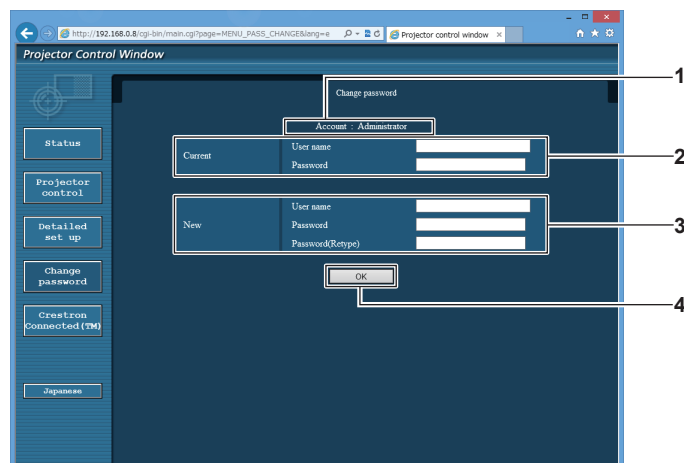 http://192.168.0.8/cgi-bin/main.cgi?page=MENU_PASS_CHANGE&lang=e
Projector control window
Projector Control Window
1
Change password
Account : Administrator
Status
Current
User name
Password
2
Projector
control
New
User name
Password
Password(Retype)
3
Detailed
set up
Change
password
OK
4
Crestron
Connected(TM)
Japanese